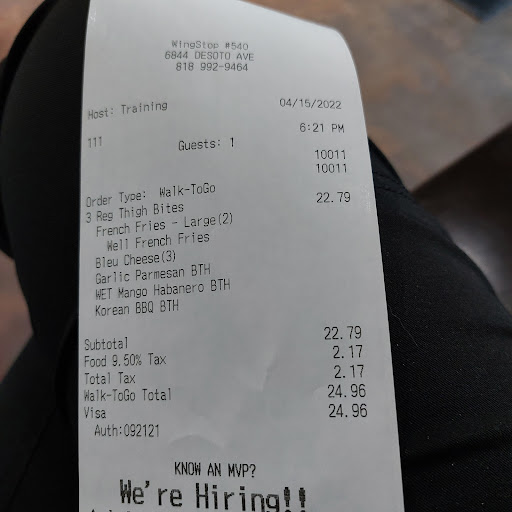 WingStop #540
6844 DESOTO AVE
818 992-9464
Host: Training 04/15/2022
111 6:21 PM
Guests: 1
10011
10011
Order Type: Walk-ToGo
3 Reg Thigh Bites 22.79
French Fries - Large(2)
Well French Fries
Bleu Cheese(3)
Garlic Parmesan BTH
WET Mango Habanero BTH
Korean BBQ BTH
Subtotal 22.79
Food 9.50% Tax 2.17
Total Tax 2.17
Walk-ToGo Total 24.96
Visa 24.96
Auth:092121
KNOW AN MVP?
We're Hiring!!